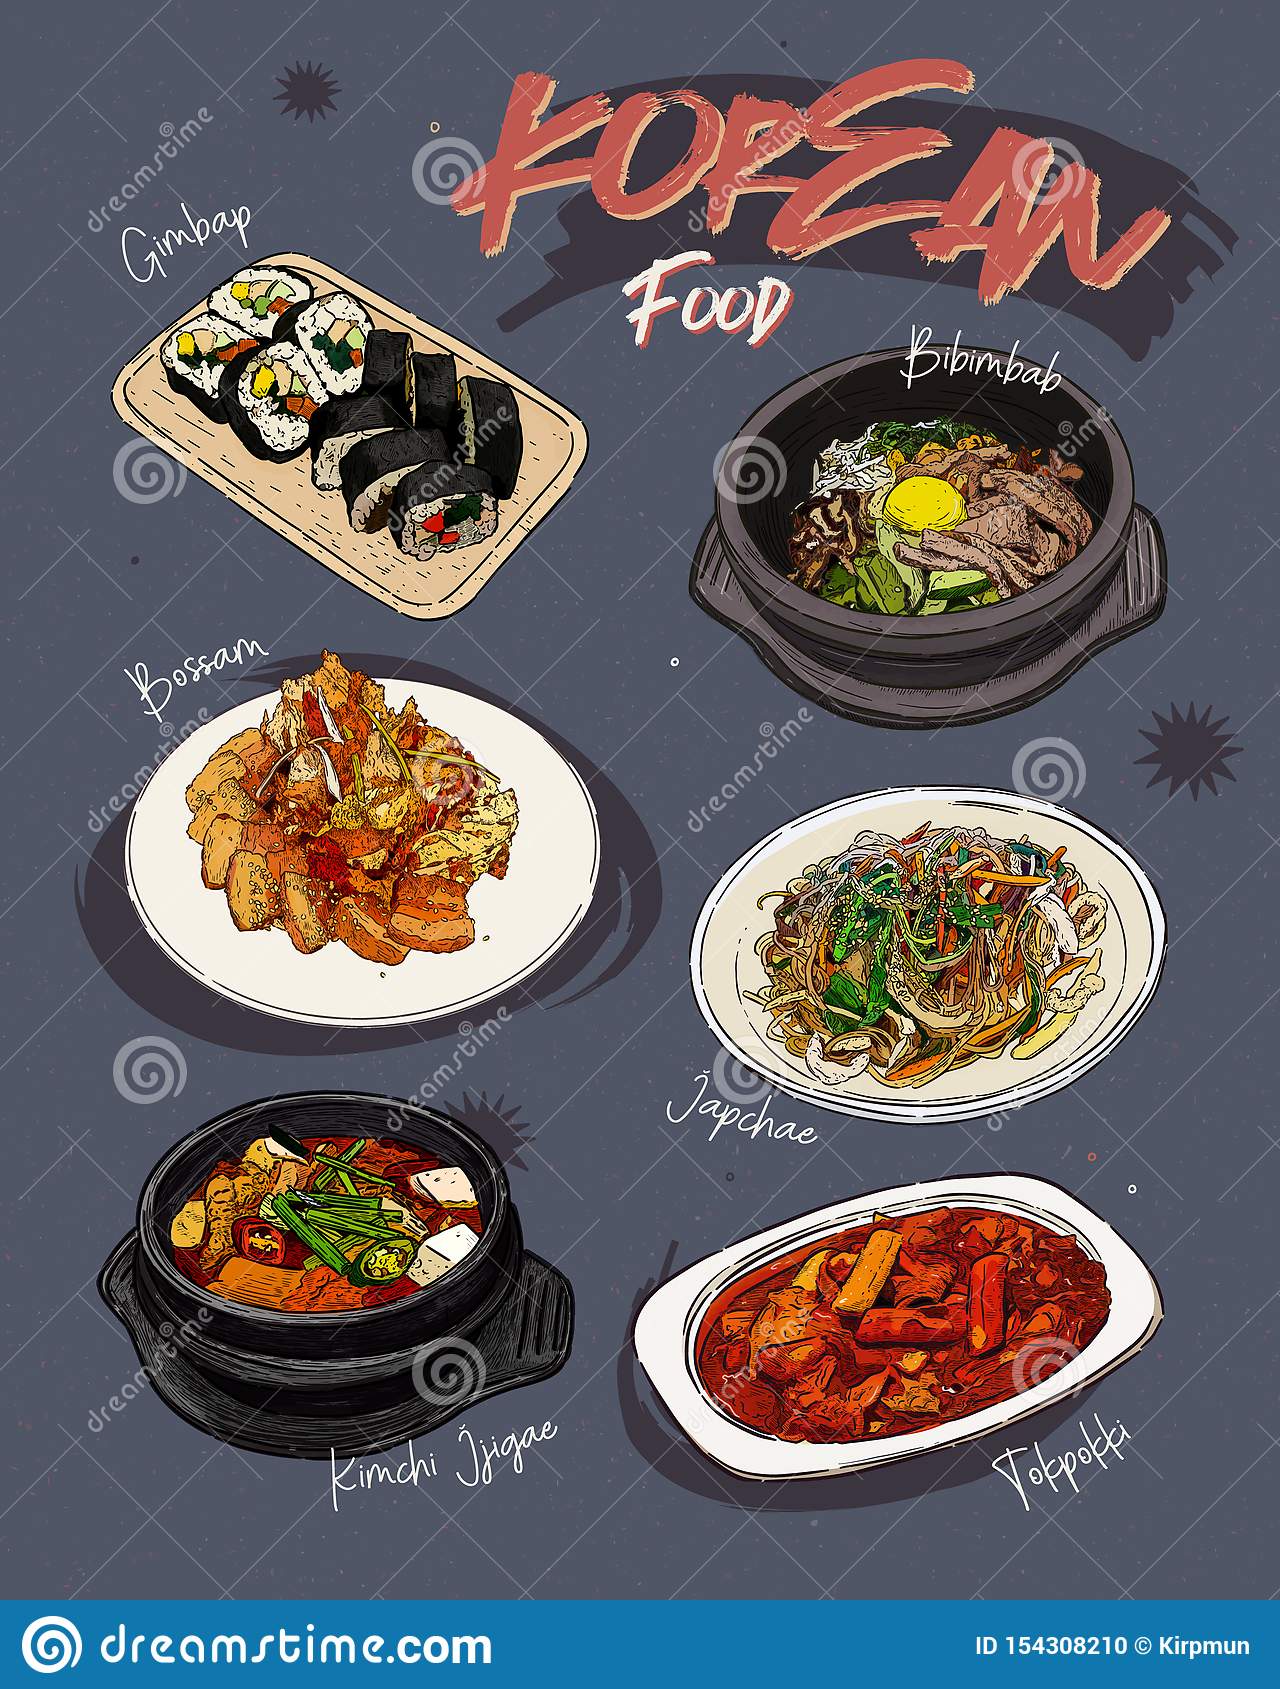 KOREAN
FOOD
Gimbap
Bibimbab
Bossam
Japchae
Kimchi Jjigae
Tokpokki
dreamstime.com
ID 154308210 © Kirpmun